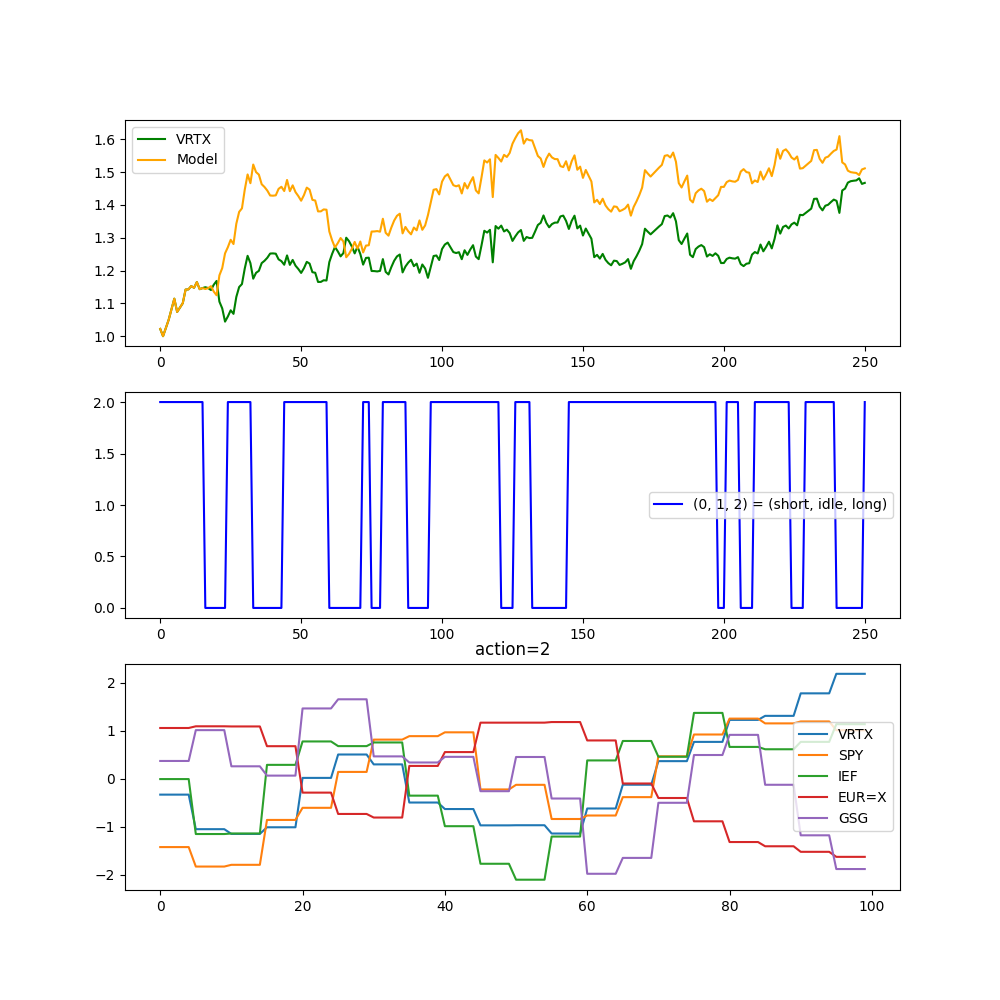 1.6
1.5
1.4
1.3
1.2
1.1
1.0
VRTX
Model
0 50 100 150 200 250
2.0
1.5
1.0
0.5
0.0
(0, 1, 2) = (short, idle, long)
0 50 100 150 200 250
action=2
2
1
0
−1
−2
VRTX
SPY
IEF
EUR=X
GSG
0 20 40 60 80 100